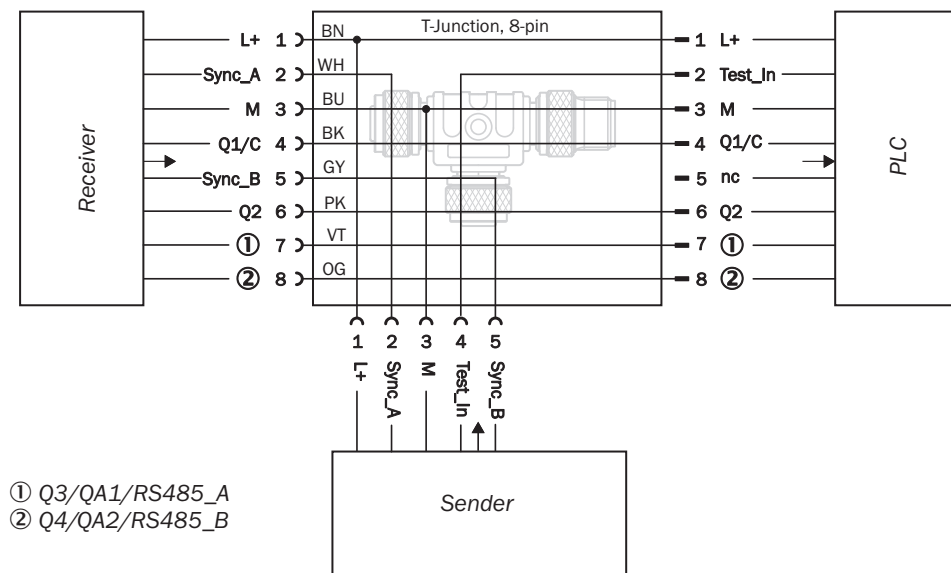 T-Junction, 8-pin
L+ 1 BN 1 L+
Sync_A 2 WH 2 Test_In
M 3 BU 3 M
Q1/C 4 BK 4 Q1/C
Sync_B 5 GY 5 nc
Q2 6 PK 6 Q2
① 7 VT 7 ①
② 8 OG 8 ②
Receiver
PLC
1 2 3 4 5
L+ Sync_A M Test_In Sync_B
Sender
① Q3/QA1/RS485_A
② Q4/QA2/RS485_B